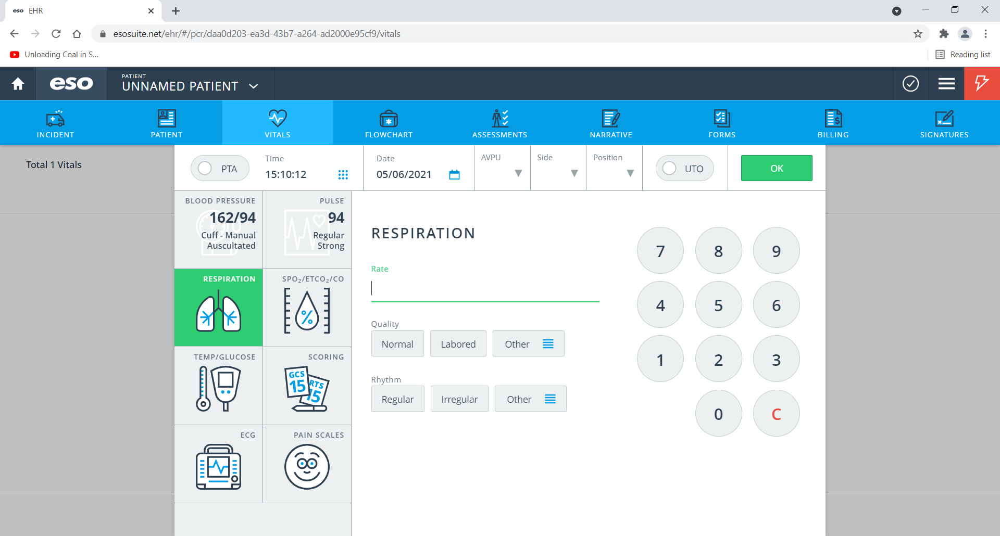 eso EHR
esosuite.net/ehr/#/pcr/daa0d203-ea3d-43b7-a264-ad2000e95cf9/vitals
Unloading Coal in S...
Reading list
eso
PATIENT
UNNAMED PATIENT
INCIDENT
PATIENT
VITALS
FLOWCHART
ASSESSMENTS
NARRATIVE
FORMS
BILLING
SIGNATURES
Total 1 Vitals
PTA
Time
15:10:12
Date
05/06/2021
AVPU
Side
Position
UTO
OK
BLOOD PRESSURE
162/94
Cuff - Manual
Auscultated
PULSE
94
Regular
Strong
RESPIRATION
SPO₂/ETCO₂/CO
%
TEMP/GLUCOSE
SCORING
GCS
15
RTS
15
ECG
PAIN SCALES
RESPIRATION
Rate
Quality
Normal
Labored
Other
Rhythm
Regular
Irregular
Other
7 8 9
4 5 6
1 2 3
0 C